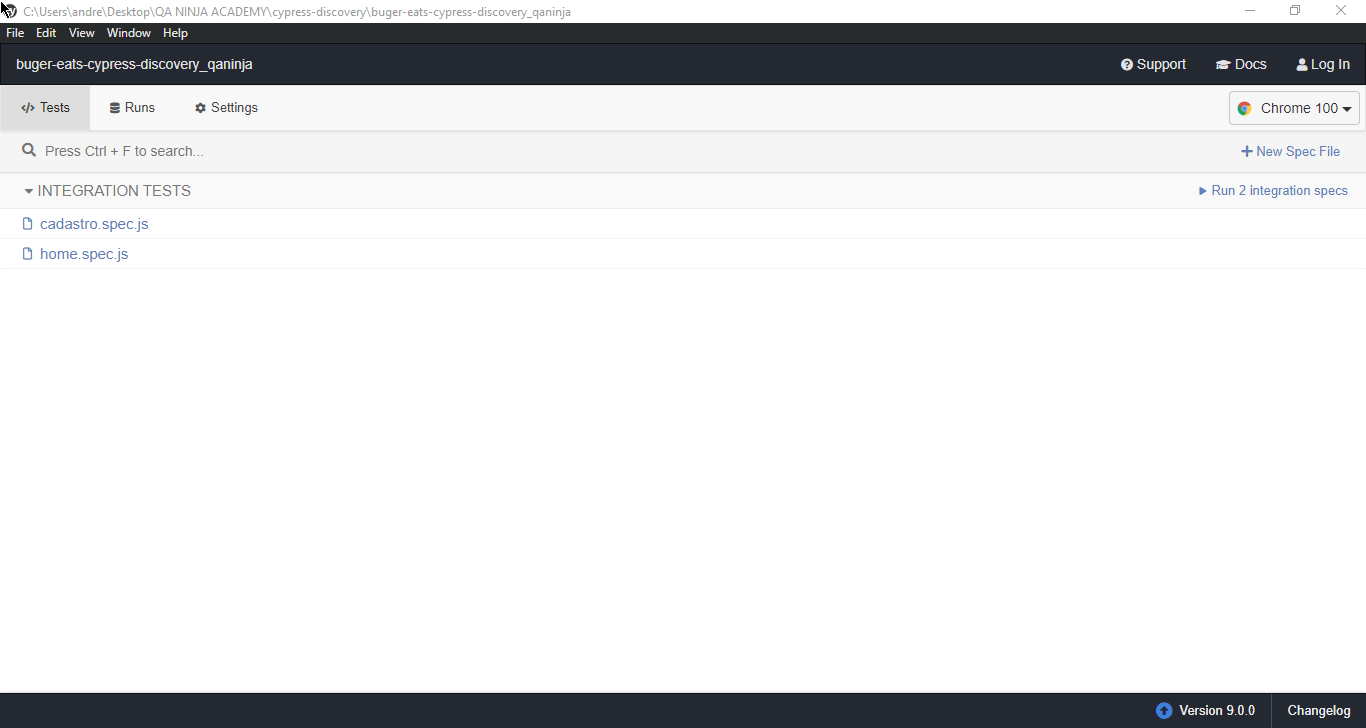 C:\Users\andre\Desktop\QA NINJA ACADEMY\cypress-discovery\buger-eats-cypress-discovery_qaninja
File Edit View Window Help
buger-eats-cypress-discovery_qaninja Support Docs Log In
Tests Runs Settings Chrome 100
Press Ctrl + F to search... New Spec File
INTEGRATION TESTS Run 2 integration specs
cadastro.spec.js
home.spec.js
Version 9.0.0 Changelog